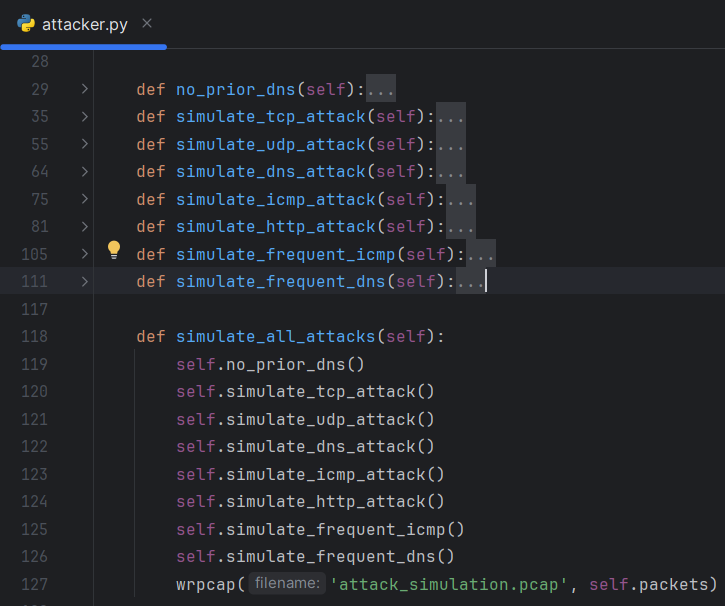 attacker.py
28
29 def no_prior_dns(self):...
35 def simulate_tcp_attack(self):...
55 def simulate_udp_attack(self):...
64 def simulate_dns_attack(self):...
75 def simulate_icmp_attack(self):...
81 def simulate_http_attack(self):...
105 def simulate_frequent_icmp(self):...
111 def simulate_frequent_dns(self):...
117
118 def simulate_all_attacks(self):
119 self.no_prior_dns()
120 self.simulate_tcp_attack()
121 self.simulate_udp_attack()
122 self.simulate_dns_attack()
123 self.simulate_icmp_attack()
124 self.simulate_http_attack()
125 self.simulate_frequent_icmp()
126 self.simulate_frequent_dns()
127 wrpcap( filename: 'attack_simulation.pcap', self.packets)